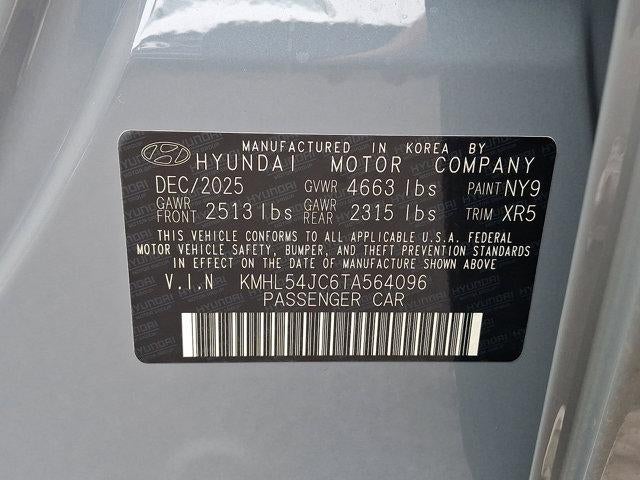 MANUFACTURED IN KOREA BY
HYUNDAI MOTOR COMPANY
DEC/2025 GVWR 4663 lbs PAINT NY9
GAWR FRONT 2513 lbs GAWR REAR 2315 lbs TRIM XR5
THIS VEHICLE CONFORMS TO ALL APPLICABLE U.S.A. FEDERAL
MOTOR VEHICLE SAFETY, BUMPER, AND THEFT PREVENTION STANDARDS
IN EFFECT ON THE DATE OF MANUFACTURE SHOWN ABOVE
V.I.N KMHL54JC6TA564096
PASSENGER CAR